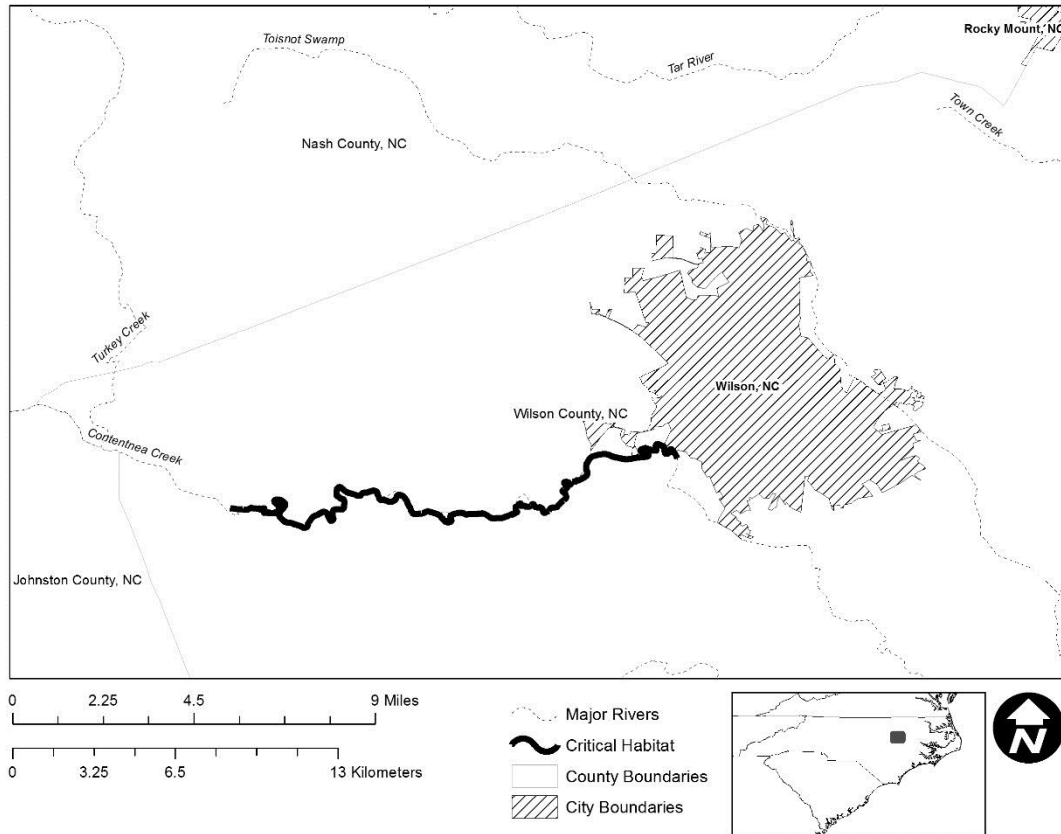 Toisnot Swamp
Rocky Mount, NC
Tar River
Town Creek
Nash County, NC
Turkey Creek
Wilson, NC
Wilson County, NC
Contentnea Creek
Johnston County, NC
0 2.25 4.5 9 Miles
0 3.25 6.5 13 Kilometers
Major Rivers
Critical Habitat
County Boundaries
City Boundaries
N